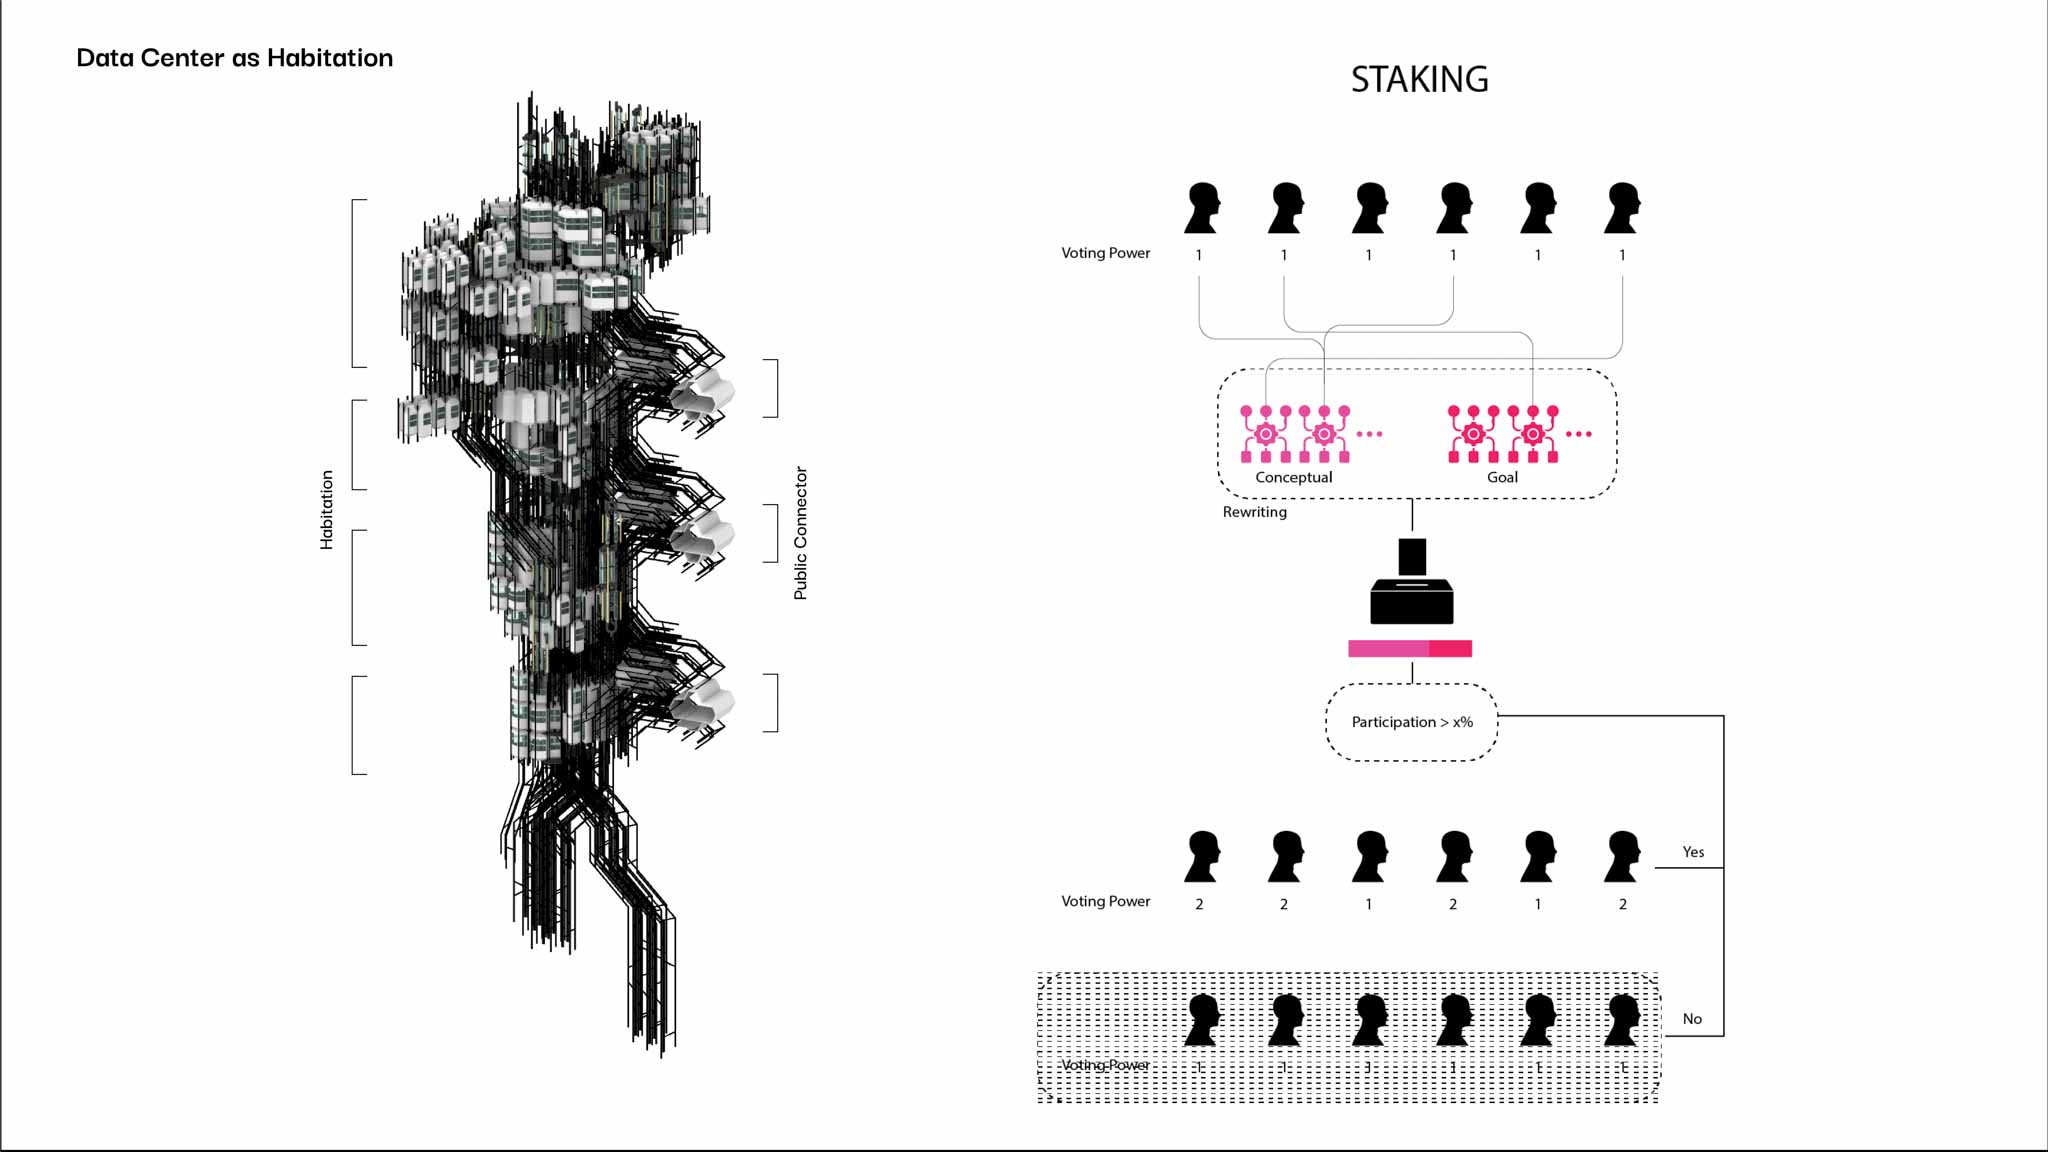 Data Center as Habitation
Habitation
Public Connector
STAKING
Voting Power 1 1 1 1 1 1
Conceptual Goal
Rewriting
Participation > x%
Yes
Voting Power 2 2 1 2 1 2
No
Voting Power 1 1 1 1 1 1